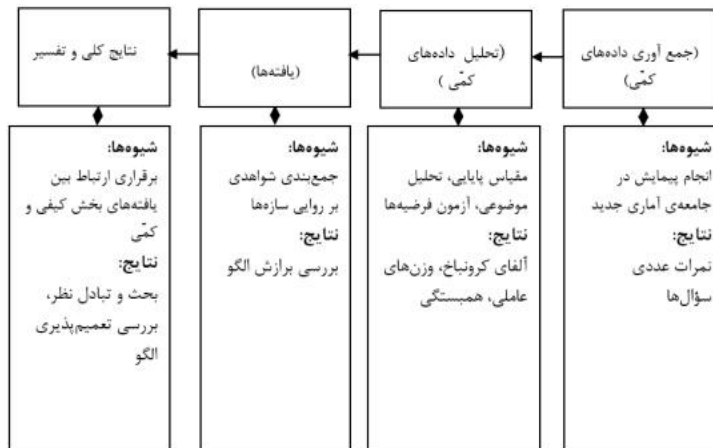 (جمع آوری داده‌های
کمّی)
(تحلیل داده‌های
کمّی )
(یافته‌ها)
نتایج کلی و تفسیر
شیوه‌ها:
انجام پیمایش در
جامعه‌ی آماری جدید
نتایج:
نمرات عددی
سؤال‌ها
شیوه‌ها:
مقیاس پایایی، تحلیل
موضوعی، آزمون فرضیه‌ها
نتایج:
آلفای کرونباخ، وزن‌های
عاملی، همبستگی
شیوه‌ها:
جمع‌بندی شواهدی
بر روایی سازه‌ها
نتایج:
بررسی برازش الگو
شیوه‌ها:
برقراری ارتباط بین
یافته‌های بخش کیفی و
کمّی
نتایج:
بحث و تبادل نظر،
بررسی تعمیم‌پذیری
الگو